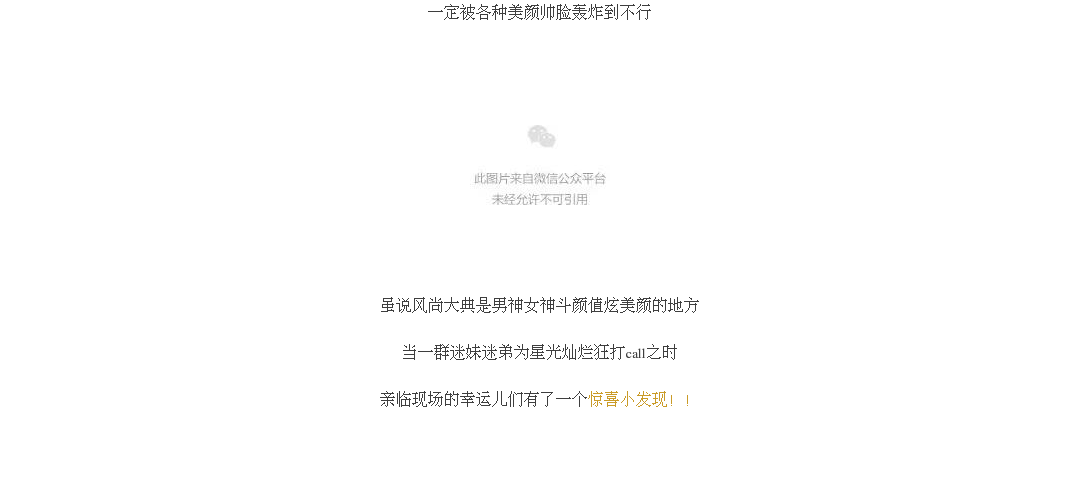 一定被各种美颜帅脸轰炸到不行
此图片来自微信公众平台
未经允许不可引用
虽说风尚大典是男神女神斗颜值炫美颜的地方
当一群迷妹迷弟为星光灿烂狂打call之时
亲临现场的幸运儿们有了一个惊喜小发现！！